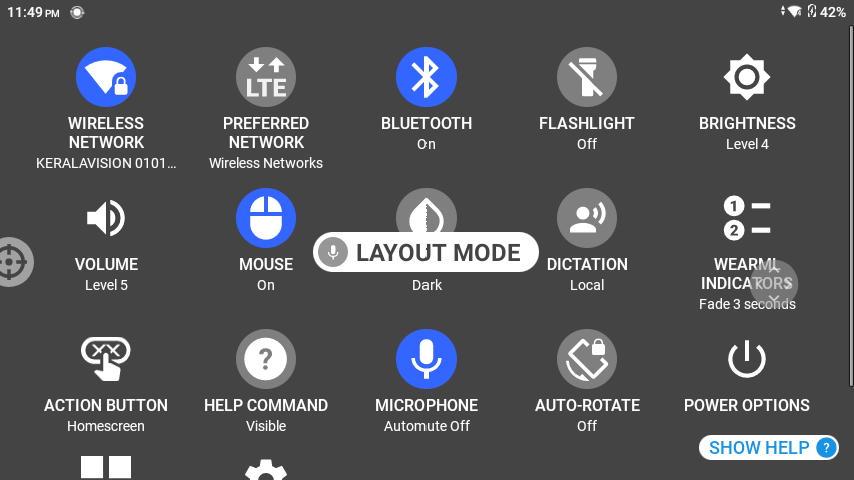 11:49 PM
42%
LTE
WIRELESS NETWORK
KERALAVISION 0101...
PREFERRED NETWORK
Wireless Networks
BLUETOOTH
On
FLASHLIGHT
Off
BRIGHTNESS
Level 4
VOLUME
Level 5
MOUSE
On
LAYOUT MODE
Dark
DICTATION
Local
1
2
WEARML INDICATORS
Fade 3 seconds
ACTION BUTTON
Homescreen
?
HELP COMMAND
Visible
MICROPHONE
Automute Off
AUTO-ROTATE
Off
POWER OPTIONS
SHOW HELP ?